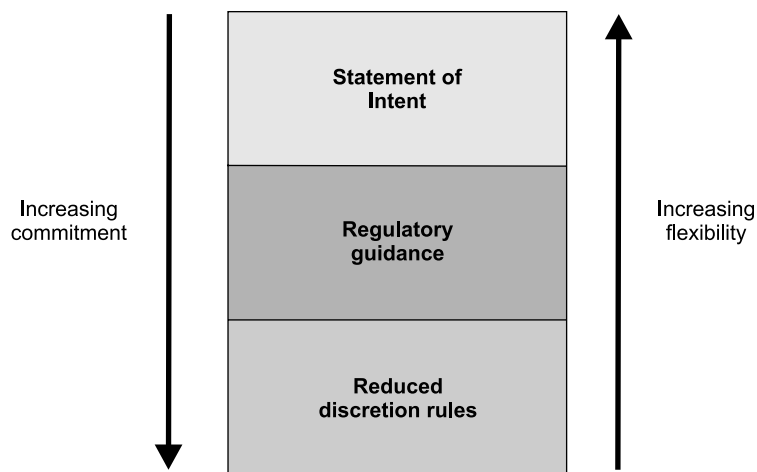 Statement of
Intent
Increasing
commitment
Regulatory
guidance
Increasing
flexibility
Reduced
discretion rules